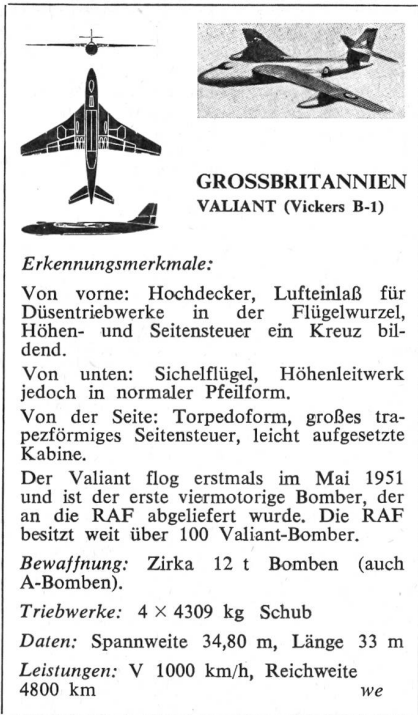 GROSSBRITANNIEN
VALIANT (Vickers B-1)
Erkennungsmerkmale:
Von vorne: Hochdecker, Lufteinlaß für
Düsentriebwerke in der Flügelwurzel,
Höhen- und Seitensteuer ein Kreuz bil-
dend.
Von unten: Sichelflügel, Höhenleitwerk
jedoch in normaler Pfeilform.
Von der Seite: Torpedoform, großes tra-
pezförmiges Seitensteuer, leicht aufgesetzte
Kabine.
Der Valiant flog erstmals im Mai 1951
und ist der erste viermotorige Bomber, der
an die RAF abgeliefert wurde. Die RAF
besitzt weit über 100 Valiant-Bomber.
Bewaffnung: Zirka 12 t Bomben (auch
A-Bomben).
Triebwerke: 4 × 4309 kg Schub
Daten: Spannweite 34,80 m, Länge 33 m
Leistungen: V 1000 km/h, Reichweite
4800 km we